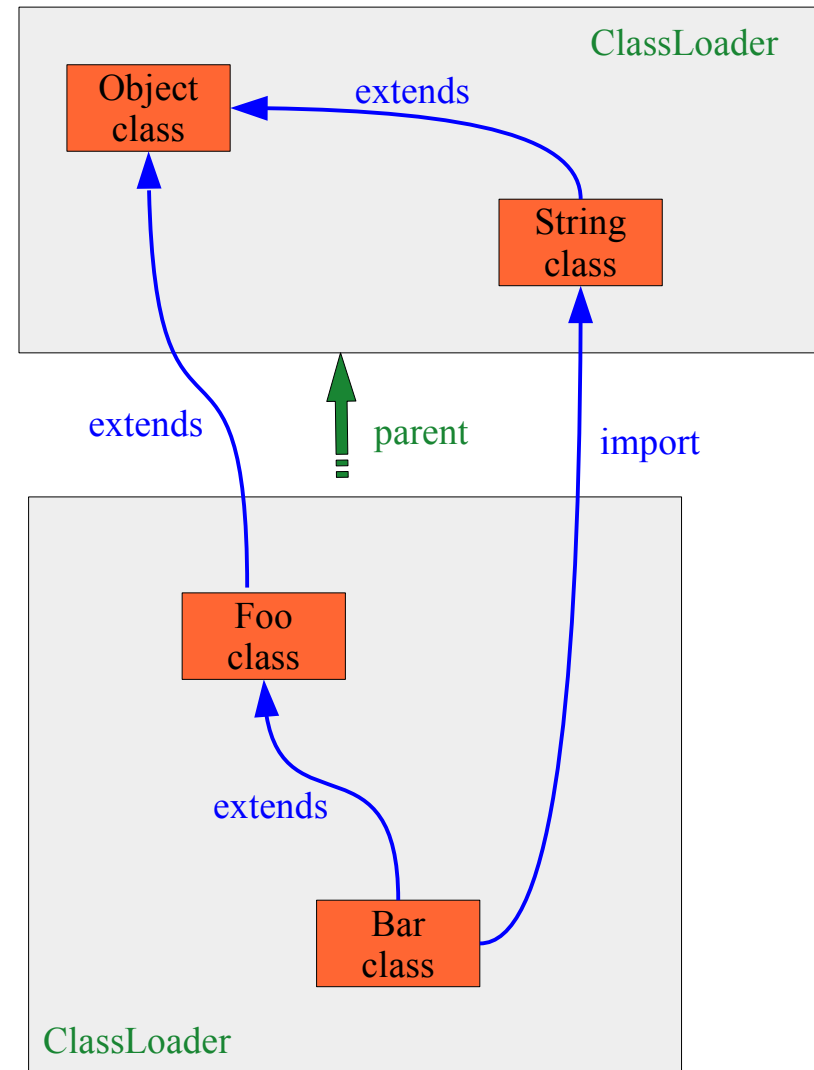 ClassLoader
Object
class
extends
String
class
extends
parent
import
Foo
class
extends
Bar
class
ClassLoader